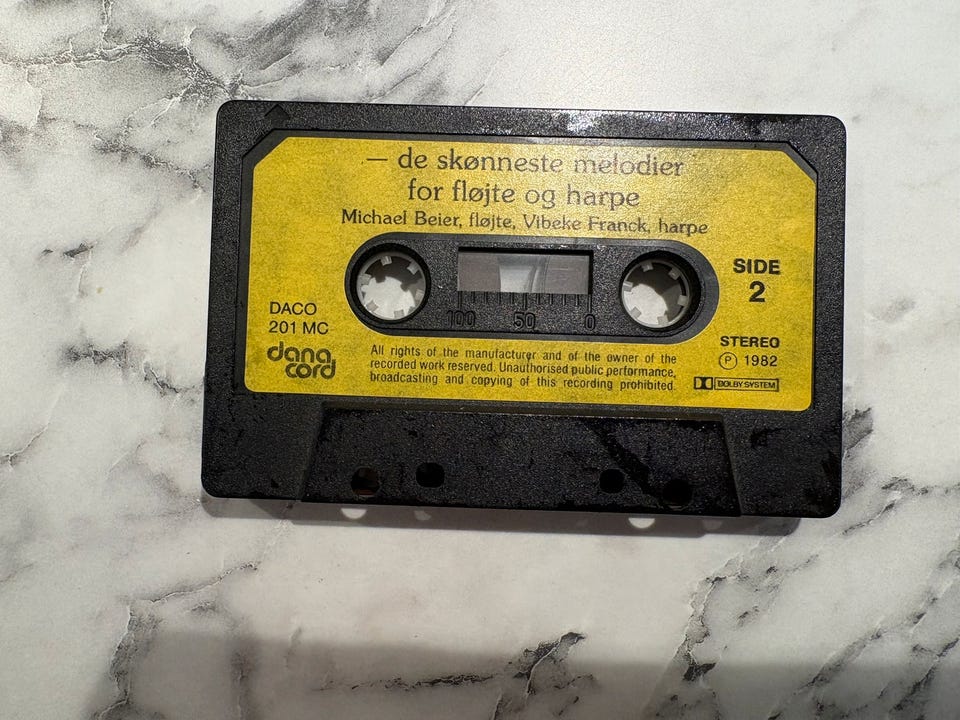 — de skønneste melodier
for fløjte og harpe
Michael Beier, fløjte, Vibeke Franck, harpe
SIDE
2
100 50 0
DACO
201 MC
dana
cord
All rights of the manufacturer and of the owner of the
recorded work reserved. Unauthorised public performance,
broadcasting and copying of this recording prohibited.
STEREO
Ⓟ 1982
DOLBY SYSTEM